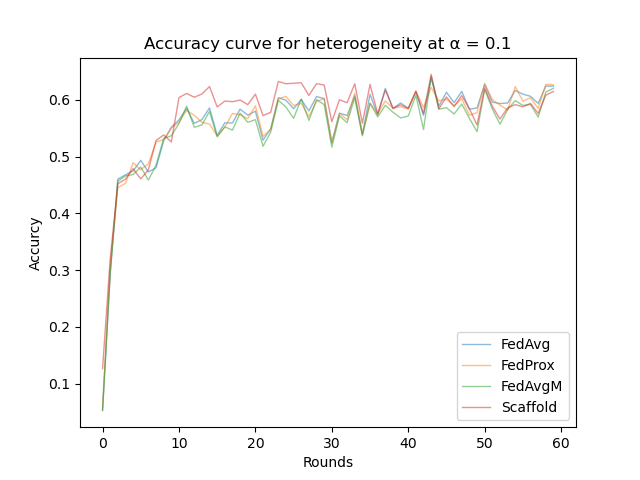 Accuracy curve for heterogeneity at α = 0.1
Accurcy
0.6
0.5
0.4
0.3
0.2
0.1
0 10 20 30 40 50 60
Rounds
FedAvg
FedProx
FedAvgM
Scaffold